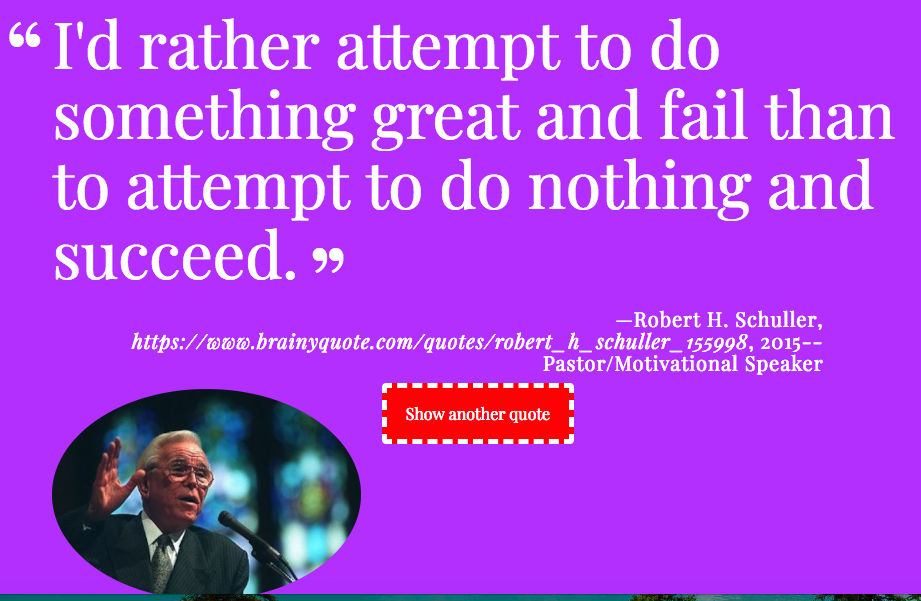 “ I'd rather attempt to do
something great and fail than
to attempt to do nothing and
succeed. ”
—Robert H. Schuller,
https://www.brainyquote.com/quotes/robert_h_schuller_155998, 2015--
Pastor/Motivational Speaker
Show another quote